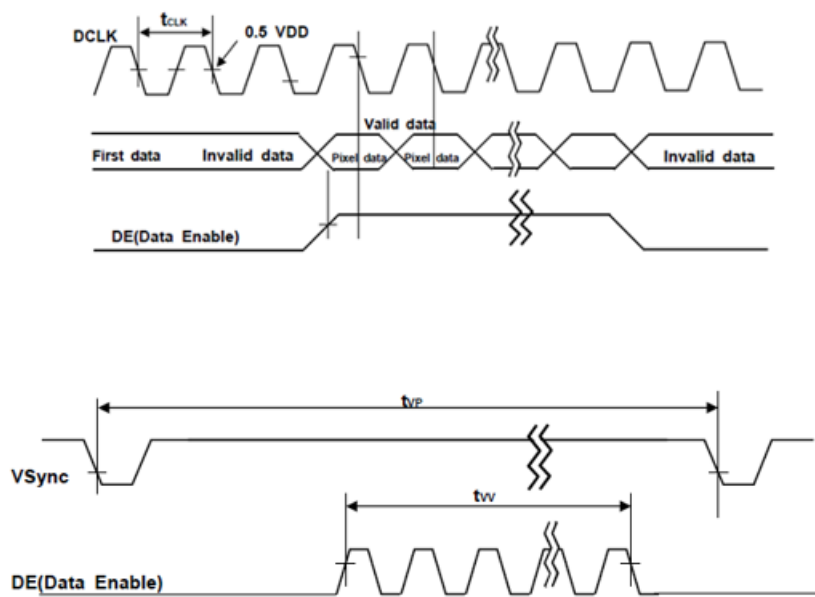 tCLK
DCLK
0.5 VDD
Valid data
First data Invalid data Pixel data Pixel data Invalid data
DE(Data Enable)
tVP
VSync
tVV
DE(Data Enable)